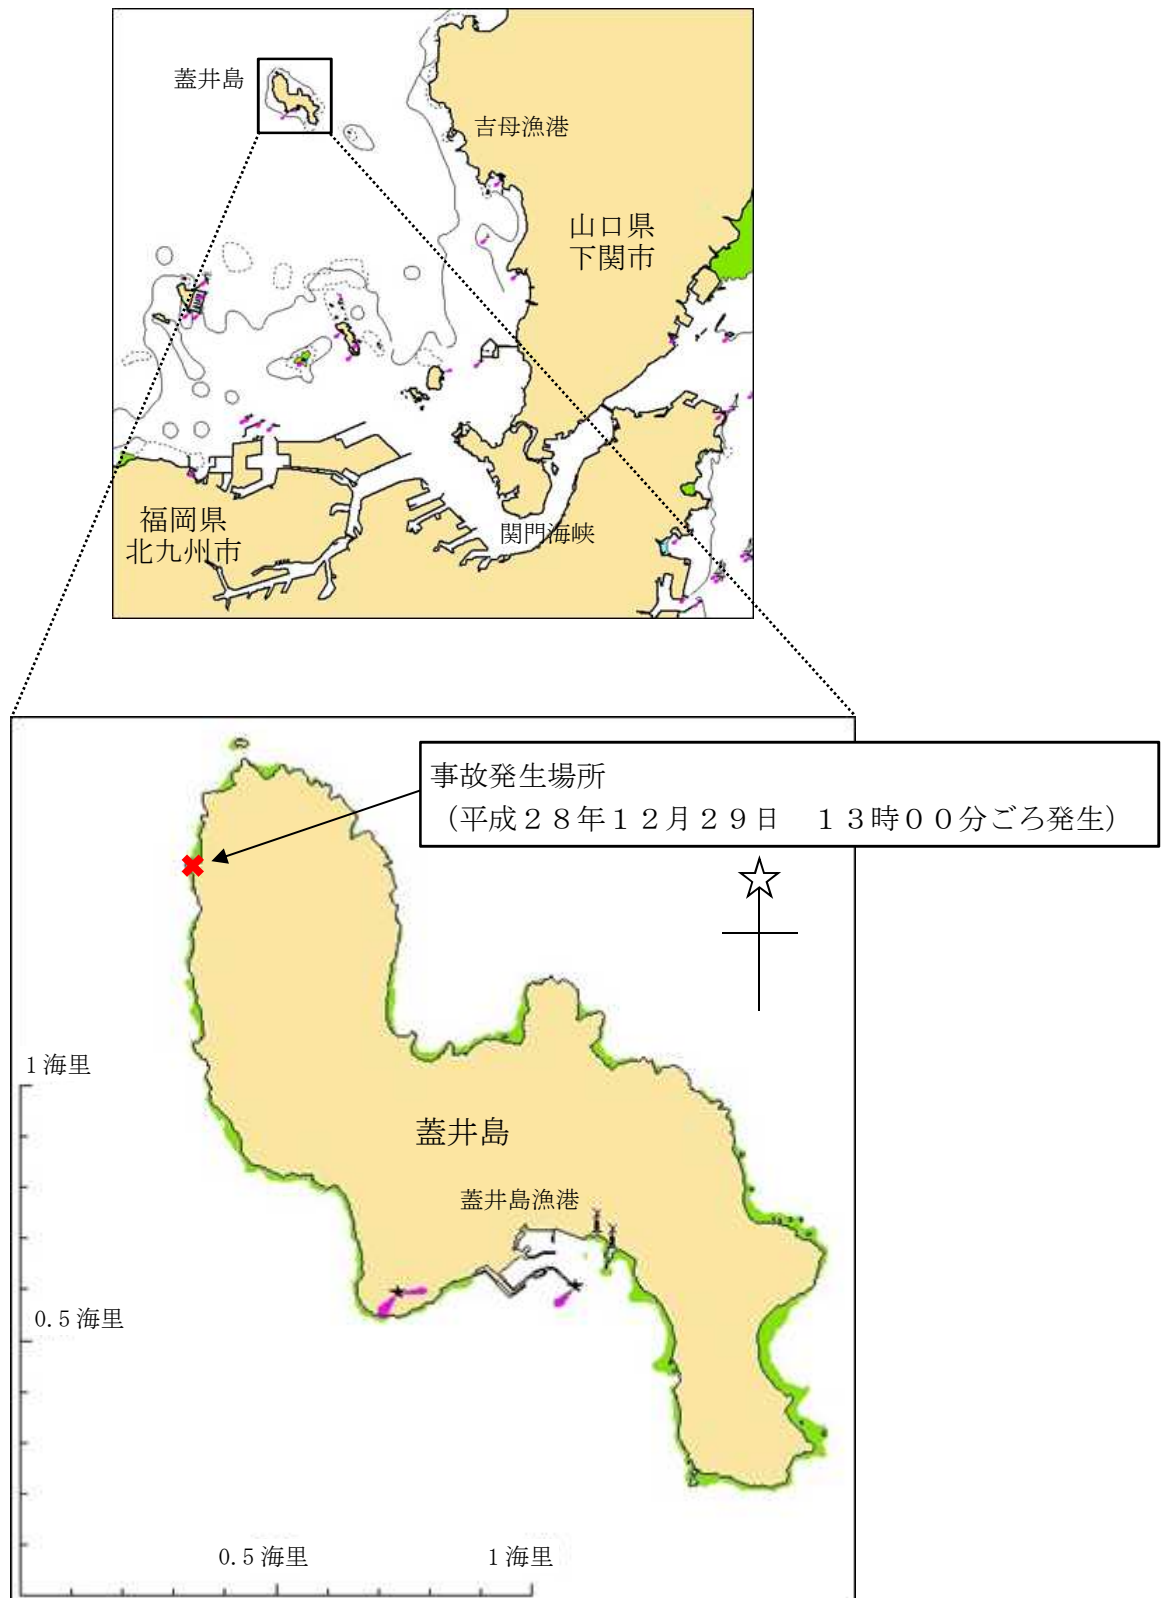 蓋井島
吉母漁港
山口県
下関市
福岡県
北九州市
関門海峡
事故発生場所
（平成２８年１２月２９日　１３時００分ごろ発生）
1海里
蓋井島
蓋井島漁港
0.5海里
0.5海里
1海里